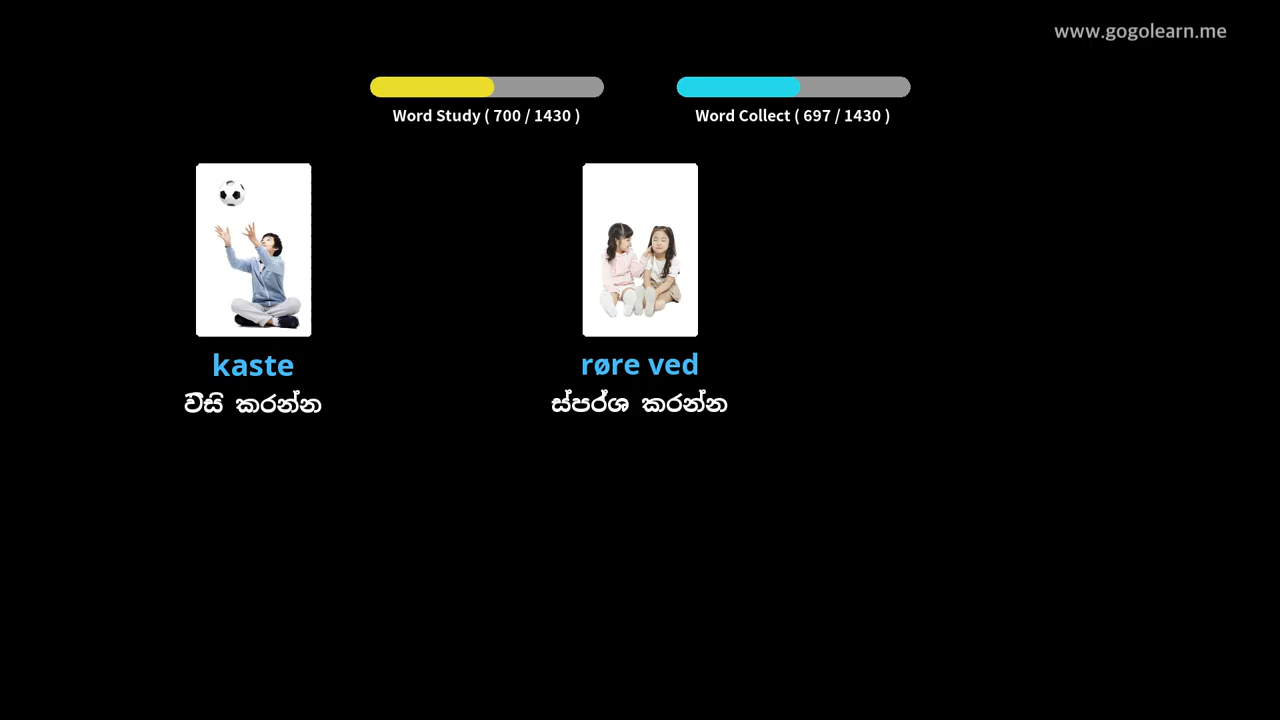 www.gogolearn.me
Word Study ( 700 / 1430 )
Word Collect ( 697 / 1430 )
kaste
røre ved
විසි කරන්න
ස්පර්ශ කරන්න